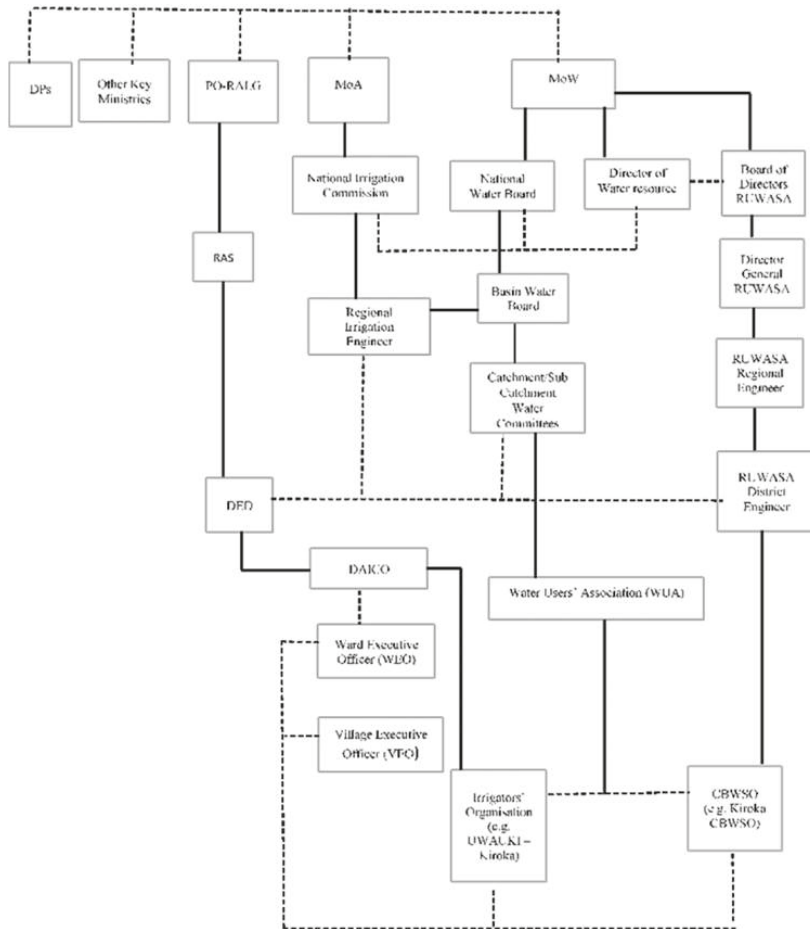 DPs
Other Key
Ministries
PO-RALG
MoA
MoW
National Irrigation
Commission
National
Water Board
Director of
Water resource
Board of
Directors
RUWASA
RAS
Director
General
RUWASA
Regional
Irrigation
Engineer
Basin Water
Board
RUWASA
Regional
Engineer
Catchment/Sub
Catchment
Water
Committees
DED
RUWASA
District
Engineer
DAICO
Water Users' Association (WUA)
Ward Executive
Officer (WEO)
Village Executive
Officer (VEO)
Irrigators'
Organisation
(e.g.
UWAUKI –
Kiroka)
CBWSO
(e.g. Kiroka
CBWSO)